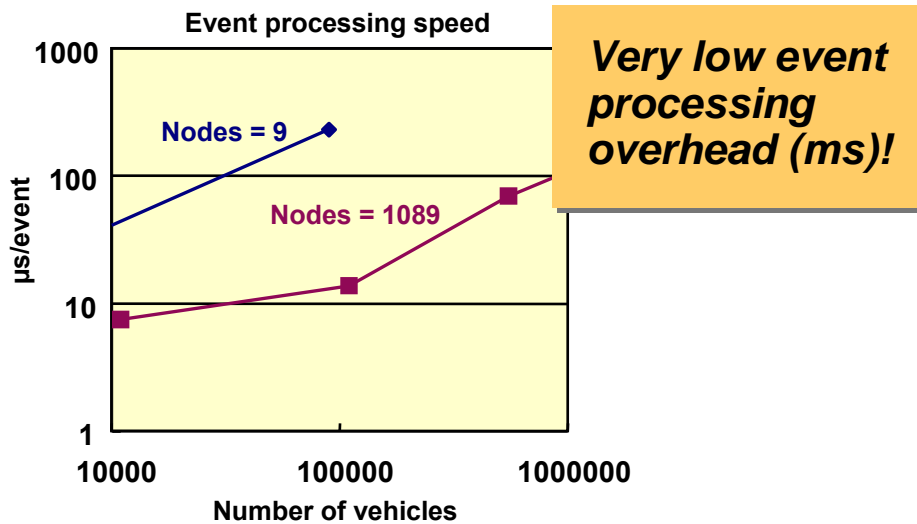 Event processing speed
1000
100
10
1
µs/event
Nodes = 9
Nodes = 1089
10000
100000
1000000
Number of vehicles
Very low event
processing
overhead (ms)!